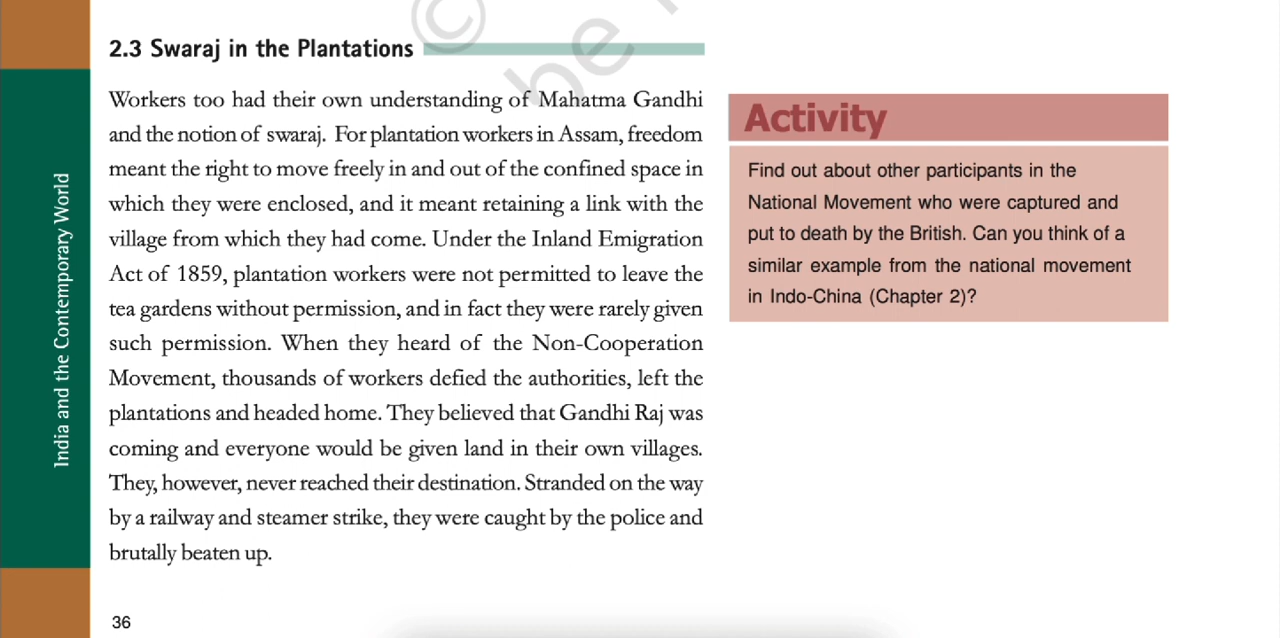 2.3 Swaraj in the Plantations
Workers too had their own understanding of Mahatma Gandhi
and the notion of swaraj. For plantation workers in Assam, freedom
meant the right to move freely in and out of the confined space in
which they were enclosed, and it meant retaining a link with the
village from which they had come. Under the Inland Emigration
Act of 1859, plantation workers were not permitted to leave the
tea gardens without permission, and in fact they were rarely given
such permission. When they heard of the Non-Cooperation
Movement, thousands of workers defied the authorities, left the
plantations and headed home. They believed that Gandhi Raj was
coming and everyone would be given land in their own villages.
They, however, never reached their destination. Stranded on the way
by a railway and steamer strike, they were caught by the police and
brutally beaten up.
Activity
Find out about other participants in the
National Movement who were captured and
put to death by the British. Can you think of a
similar example from the national movement
in Indo-China (Chapter 2)?
India and the Contemporary World
36
©
be